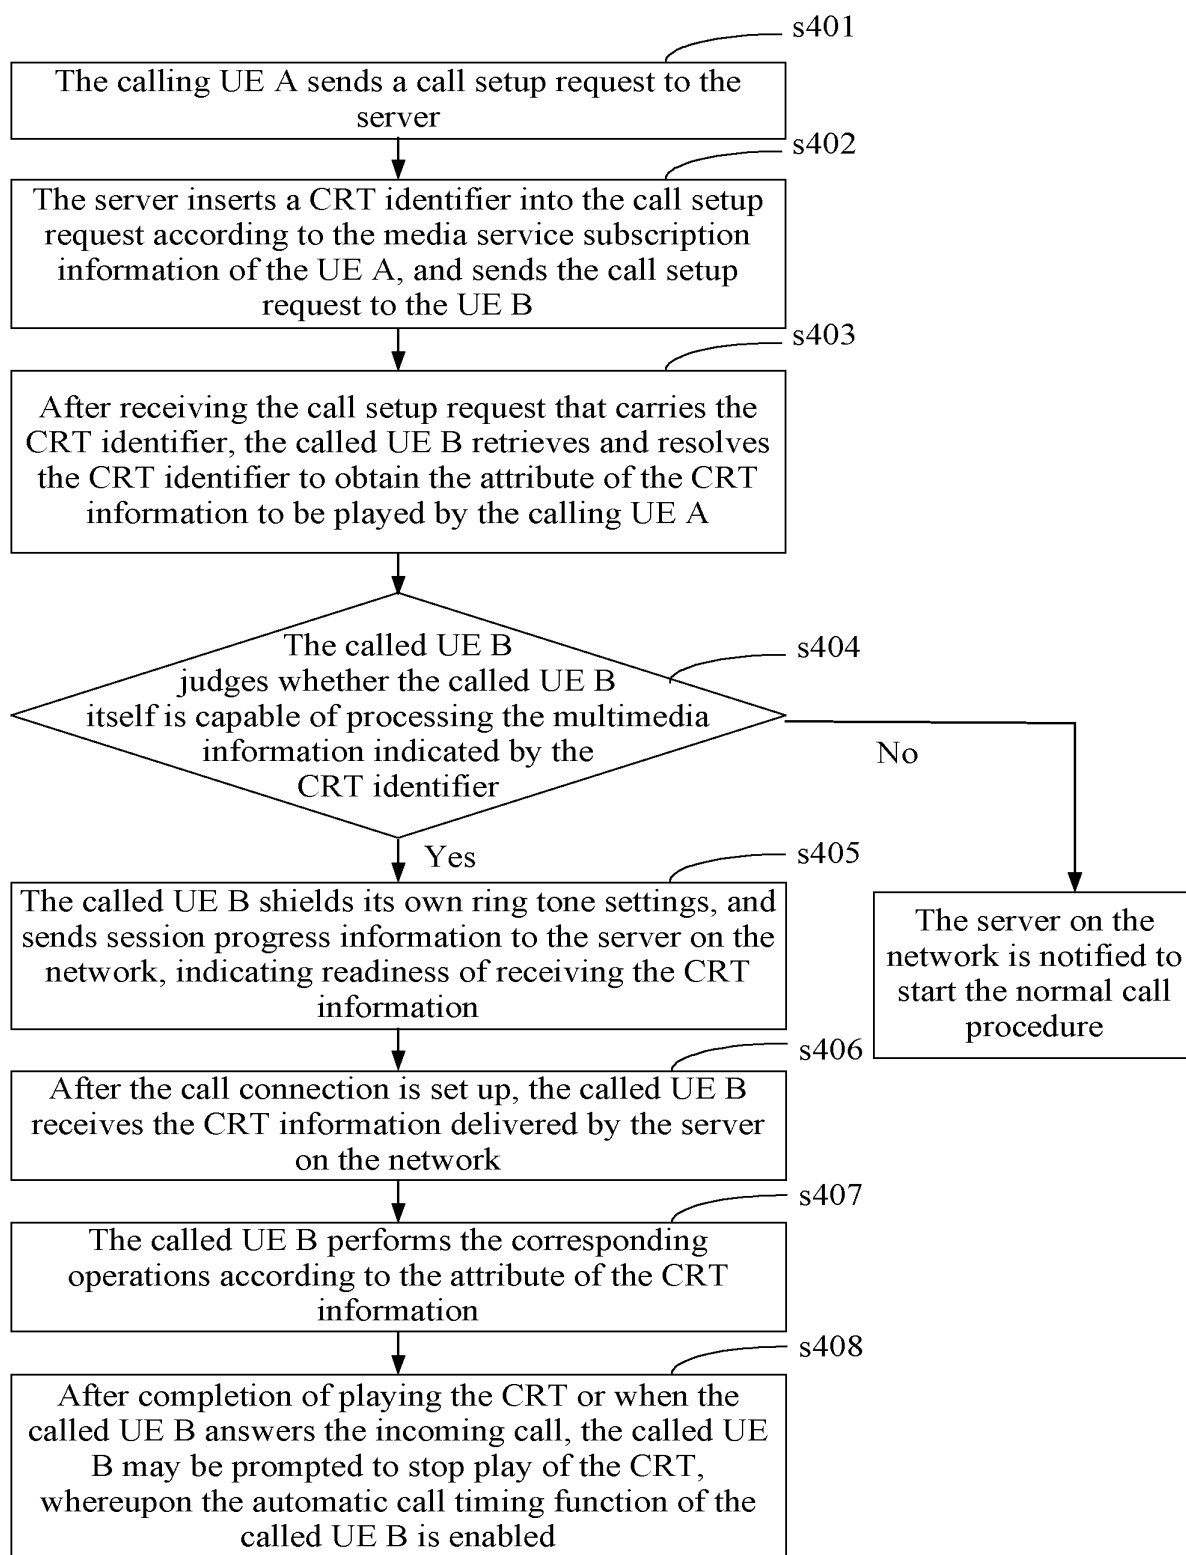 s401
The calling UE A sends a call setup request to the
server
s402
The server inserts a CRT identifier into the call setup
request according to the media service subscription
information of the UE A, and sends the call setup
request to the UE B
s403
After receiving the call setup request that carries the
CRT identifier, the called UE B retrieves and resolves
the CRT identifier to obtain the attribute of the CRT
information to be played by the calling UE A
s404
The called UE B
judges whether the called UE B
itself is capable of processing the multimedia
information indicated by the
CRT identifier
No
Yes
s405
The called UE B shields its own ring tone settings, and
sends session progress information to the server on the
network, indicating readiness of receiving the CRT
information
The server on the
network is notified to
start the normal call
procedure
s406
After the call connection is set up, the called UE B
receives the CRT information delivered by the server
on the network
s407
The called UE B performs the corresponding
operations according to the attribute of the CRT
information
s408
After completion of playing the CRT or when the
called UE B answers the incoming call, the called UE
B may be prompted to stop play of the CRT,
whereupon the automatic call timing function of the
called UE B is enabled